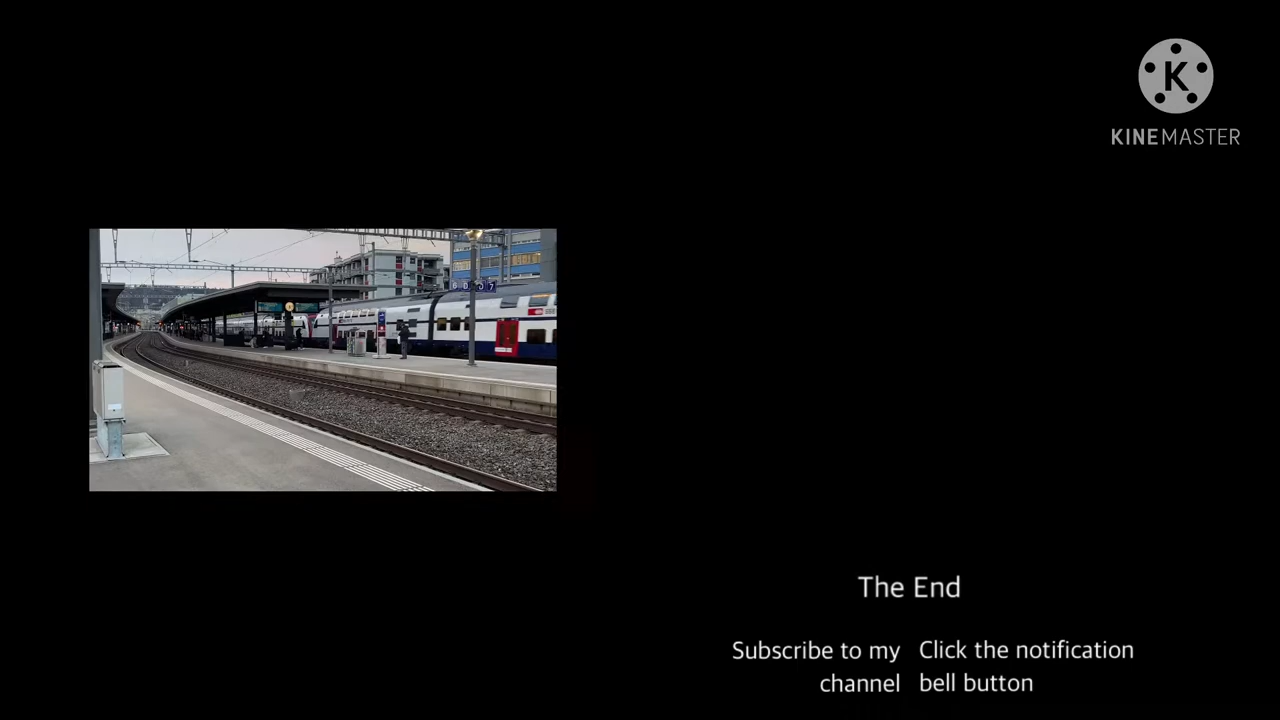 KINEMASTER
The End
Subscribe to my
channel
Click the notification
bell button